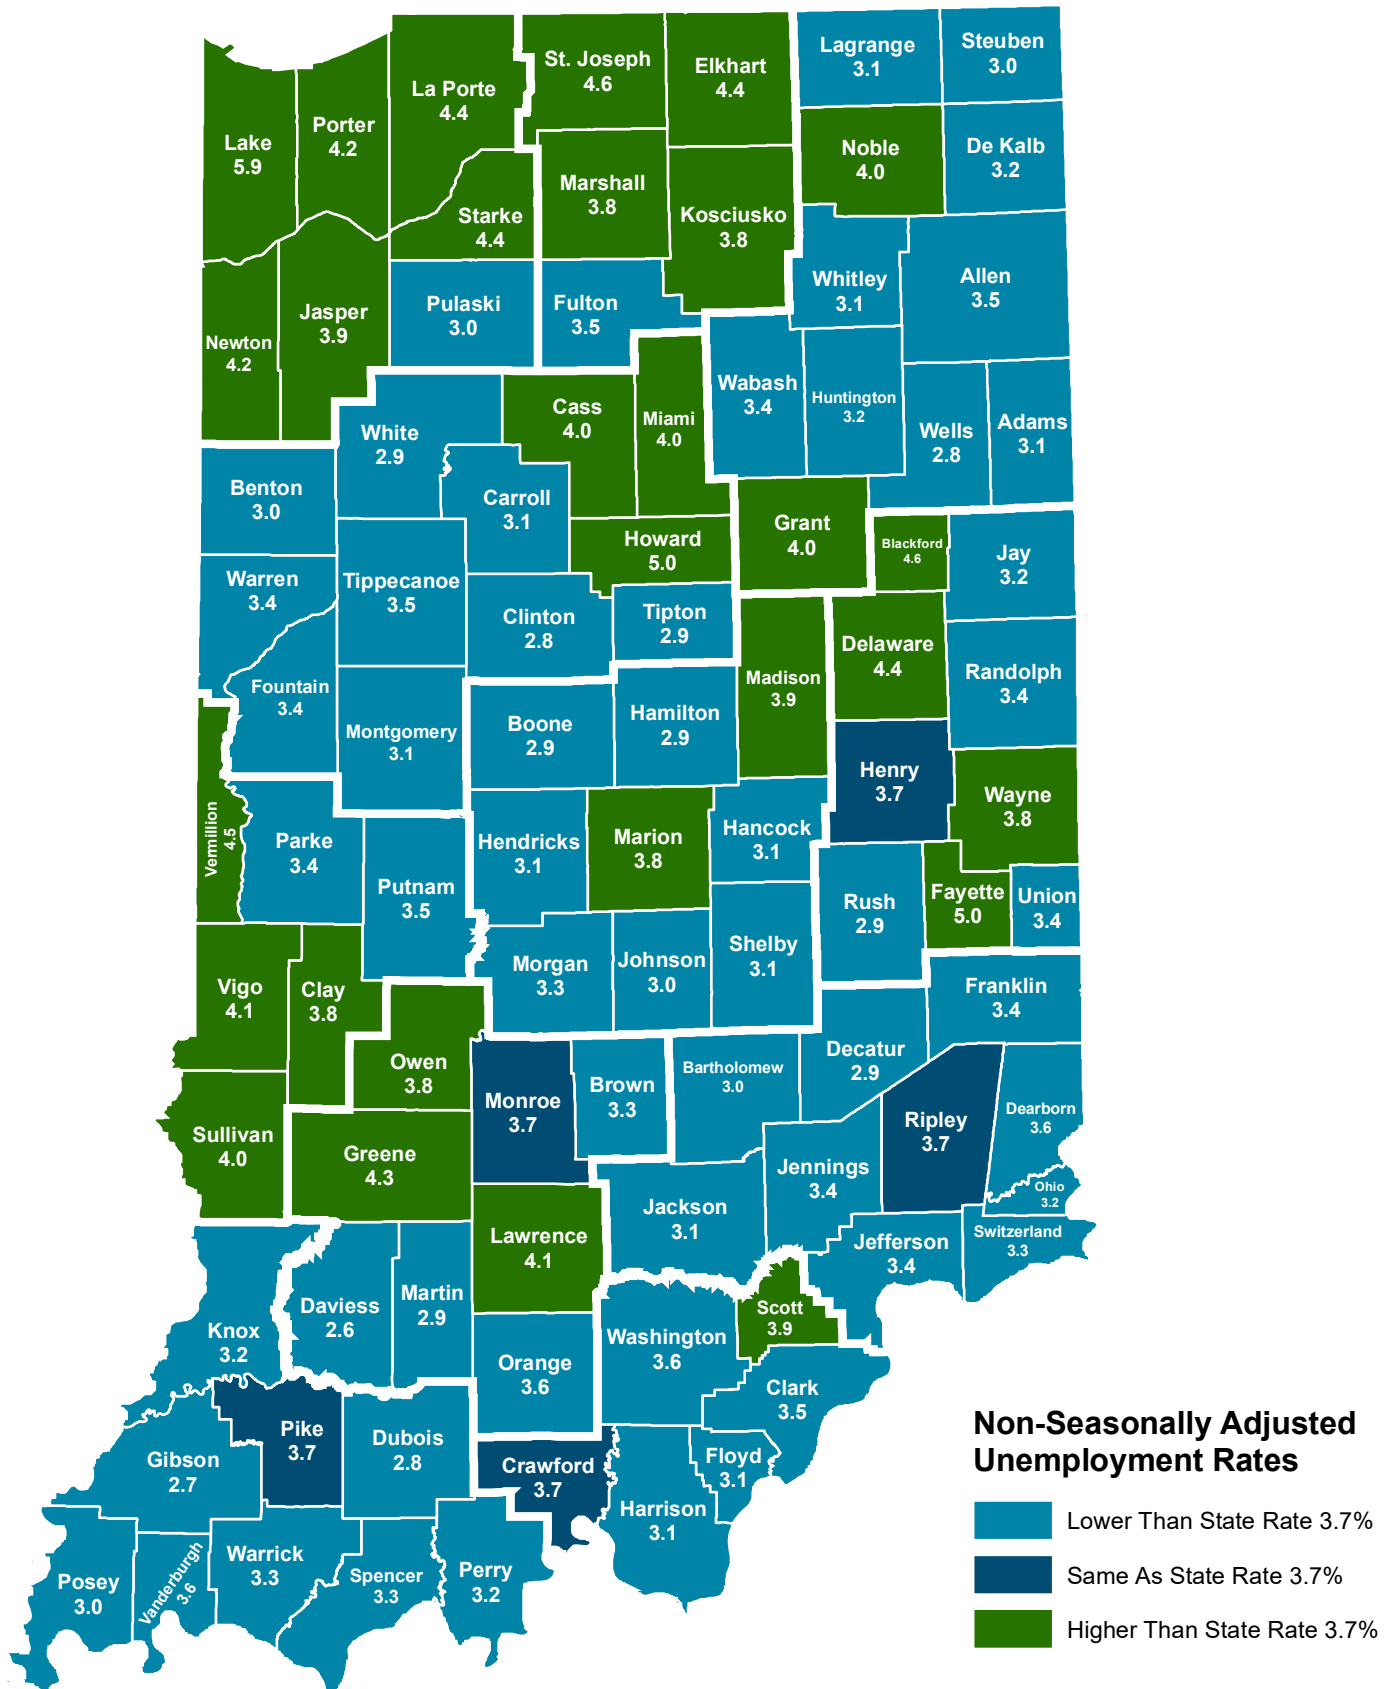 Lagrange
3.1
Steuben
3.0
St. Joseph
4.6
Elkhart
4.4
La Porte
4.4
Porter
4.2
Lake
5.9
Noble
4.0
De Kalb
3.2
Marshall
3.8
Kosciusko
3.8
Starke
4.4
Whitley
3.1
Allen
3.5
Pulaski
3.0
Fulton
3.5
Jasper
3.9
Newton
4.2
Wabash
3.4
Huntington
3.2
Wells
2.8
Adams
3.1
Cass
4.0
Miami
4.0
White
2.9
Benton
3.0
Carroll
3.1
Grant
4.0
Howard
5.0
Blackford
4.6
Jay
3.2
Warren
3.4
Tippecanoe
3.5
Clinton
2.8
Tipton
2.9
Delaware
4.4
Randolph
3.4
Madison
3.9
Fountain
3.4
Montgomery
3.1
Boone
2.9
Hamilton
2.9
Henry
3.7
Wayne
3.8
Vermillion
4.5
Parke
3.4
Putnam
3.5
Hendricks
3.1
Marion
3.8
Hancock
3.1
Rush
2.9
Fayette
5.0
Union
3.4
Vigo
4.1
Clay
3.8
Morgan
3.3
Johnson
3.0
Shelby
3.1
Franklin
3.4
Owen
3.8
Monroe
3.7
Brown
3.3
Bartholomew
3.0
Decatur
2.9
Ripley
3.7
Dearborn
3.6
Sullivan
4.0
Greene
4.3
Jennings
3.4
Ohio
3.2
Jackson
3.1
Lawrence
4.1
Jefferson
3.4
Switzerland
3.3
Knox
3.2
Daviess
2.6
Martin
2.9
Orange
3.6
Washington
3.6
Scott
3.9
Clark
3.5
Pike
3.7
Dubois
2.8
Gibson
2.7
Crawford
3.7
Floyd
3.1
Harrison
3.1
Posey
3.0
Vanderburgh
3.6
Warrick
3.3
Spencer
3.3
Perry
3.2
Non-Seasonally Adjusted
Unemployment Rates
Lower Than State Rate 3.7%
Same As State Rate 3.7%
Higher Than State Rate 3.7%